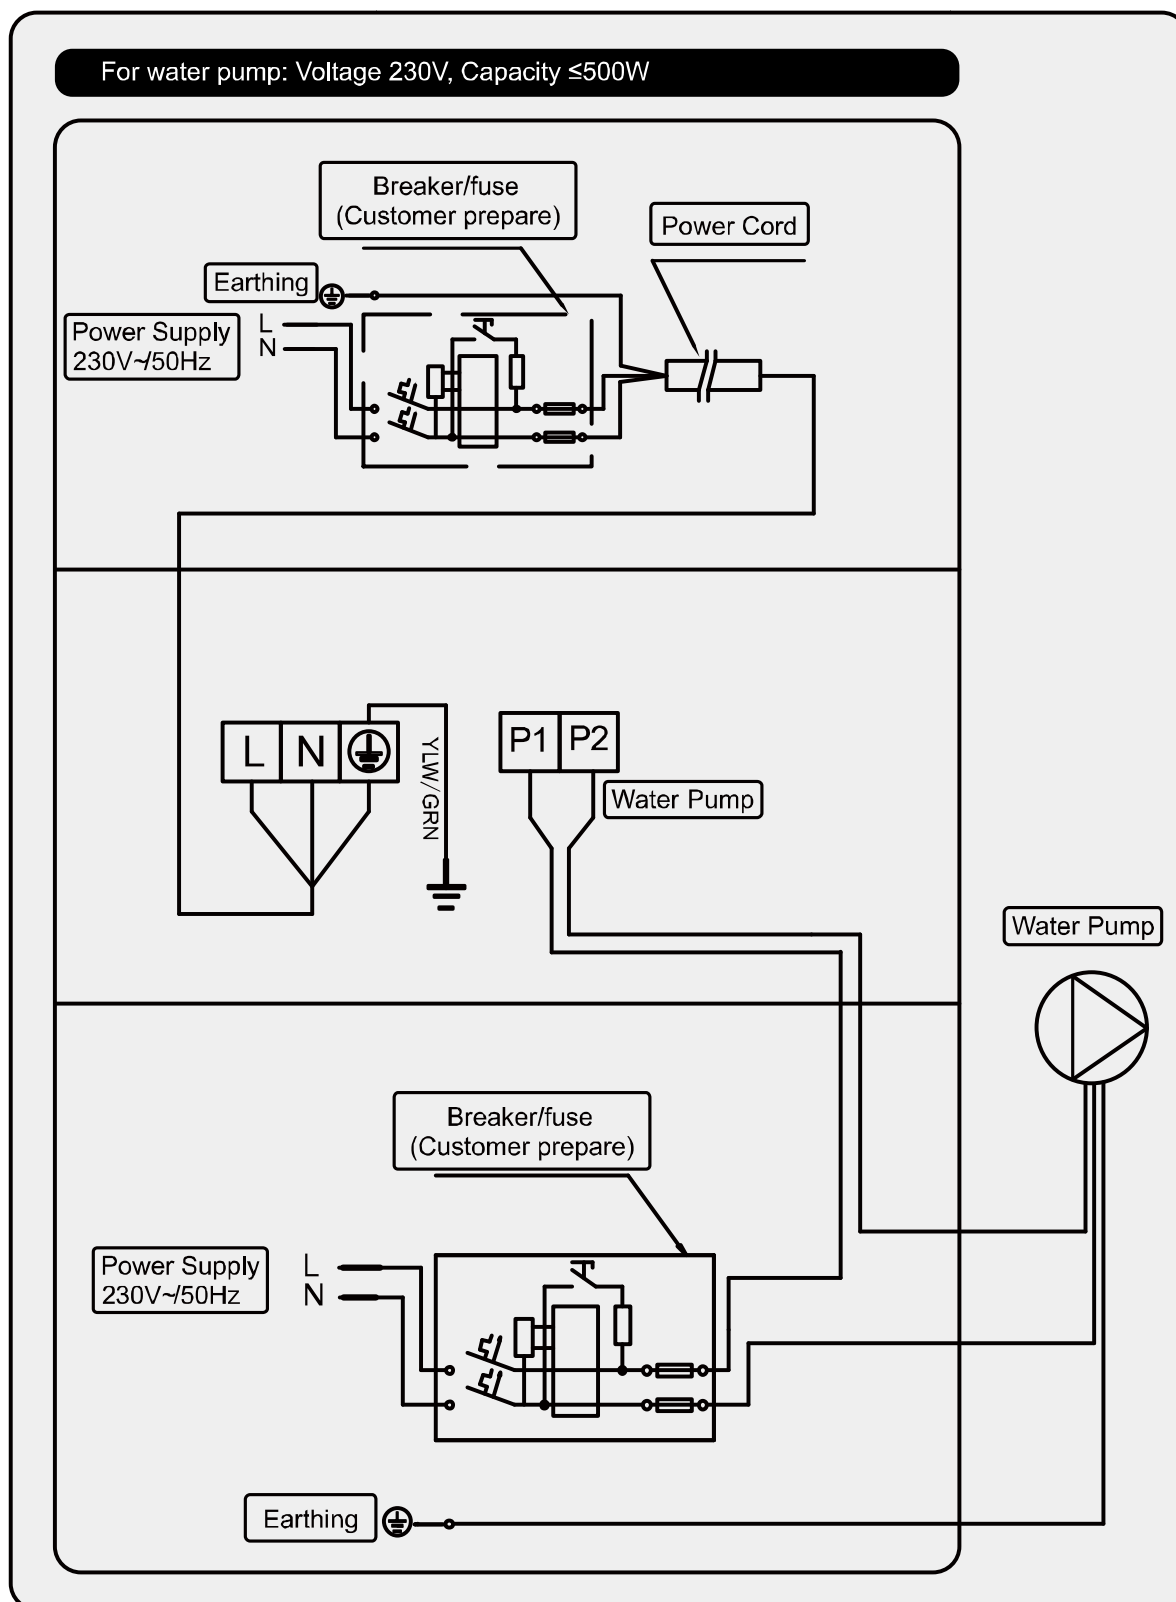 For water pump: Voltage 230V, Capacity ≤500W
Breaker/fuse
(Customer prepare)
Power Cord
Earthing
Power Supply
230V~/50Hz
L
N
L N
YLW/GRN
P1 P2
Water Pump
Water Pump
Breaker/fuse
(Customer prepare)
Power Supply
230V~/50Hz
L
N
Earthing